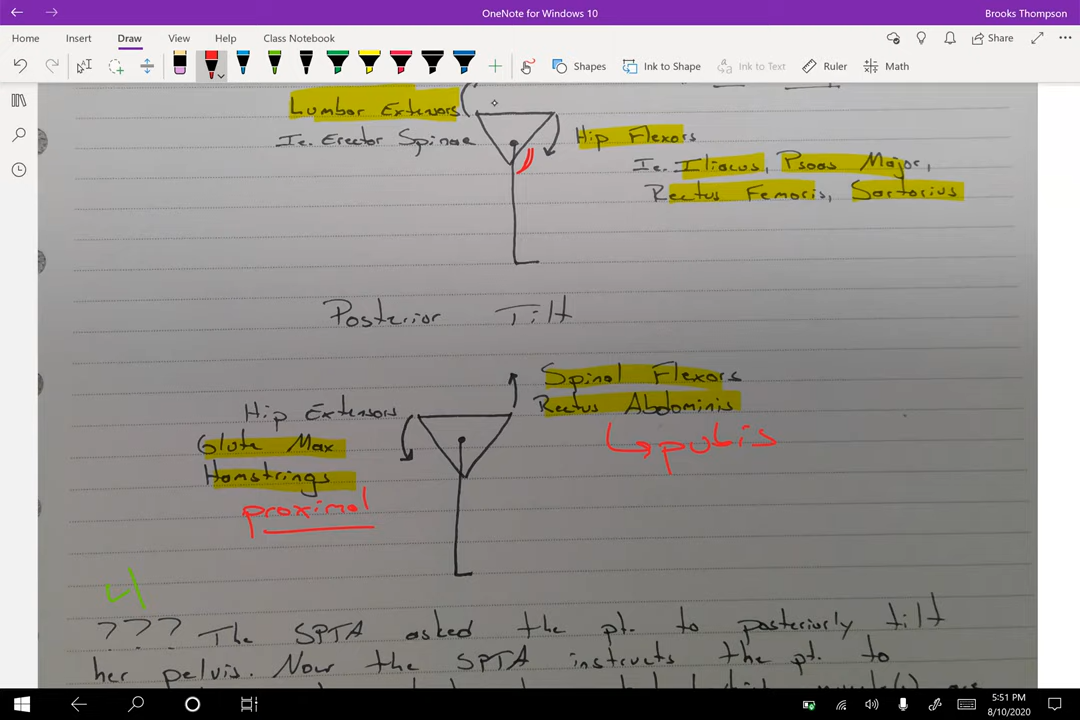 OneNote for Windows 10
Brooks Thompson
Home Insert Draw View Help Class Notebook
Share
Shapes
Ink to Shape
Ink to Text
Ruler
Math
Lumbar Extensors
Ie. Erector Spinae
Hip Flexors
Ie. Iliacus, Psoas Major,
Rectus Femoris, Sartorius
Posterior Tilt
Spinal Flexors
Rectus Abdominis
pubis
Hip Extensors
Glute Max
Hamstrings
proximal
4
??? The SPTA asked the pt. to posteriorly tilt
her pelvis. Now the SPTA instructs the pt. to
5:51 PM
8/10/2020